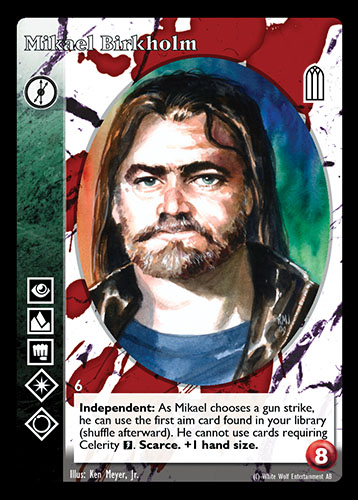 Mikael Birkholm
6
Independent: As Mikael chooses a gun strike,
he can use the first aim card found in your library
(shuffle afterward). He cannot use cards requiring
Celerity. Scarce. +1 hand size.
8
Illus: Ken Meyer, Jr.
(C)-White Wolf Entertainment AB